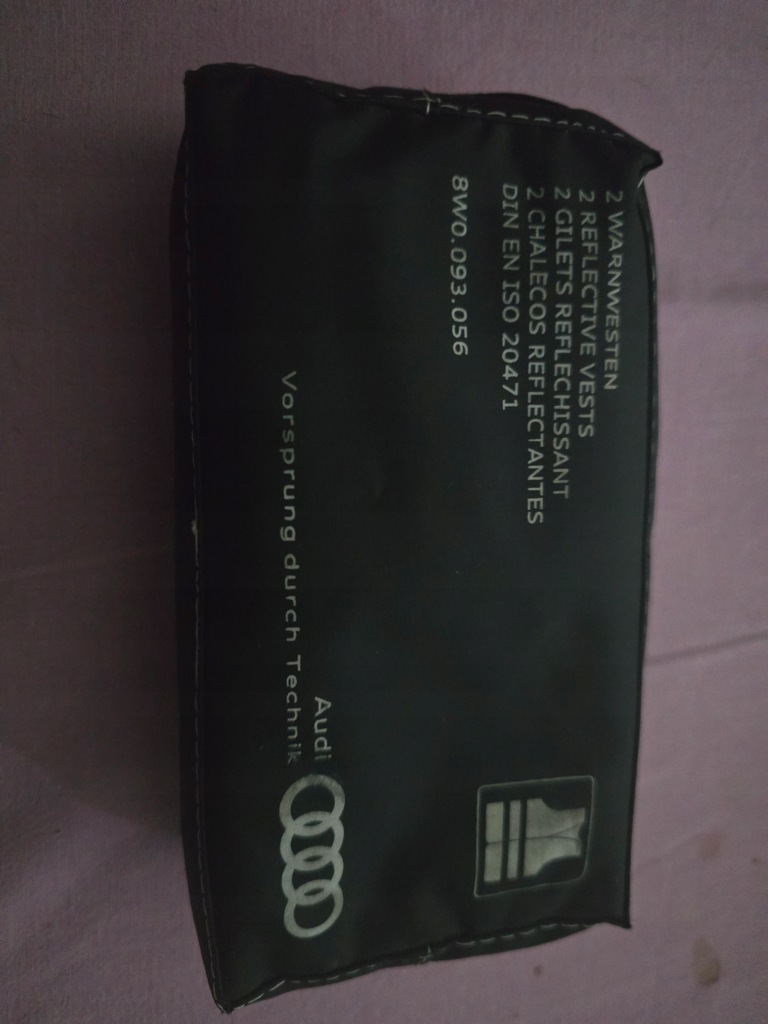 2 WARNWESTEN
2 REFLECTIVE VESTS
2 GILETS REFLECHISSANT
2 CHALECOS REFLECTANTES
DIN EN ISO 20471
8W0.093.056
Audi
Vorsprung durch Technik